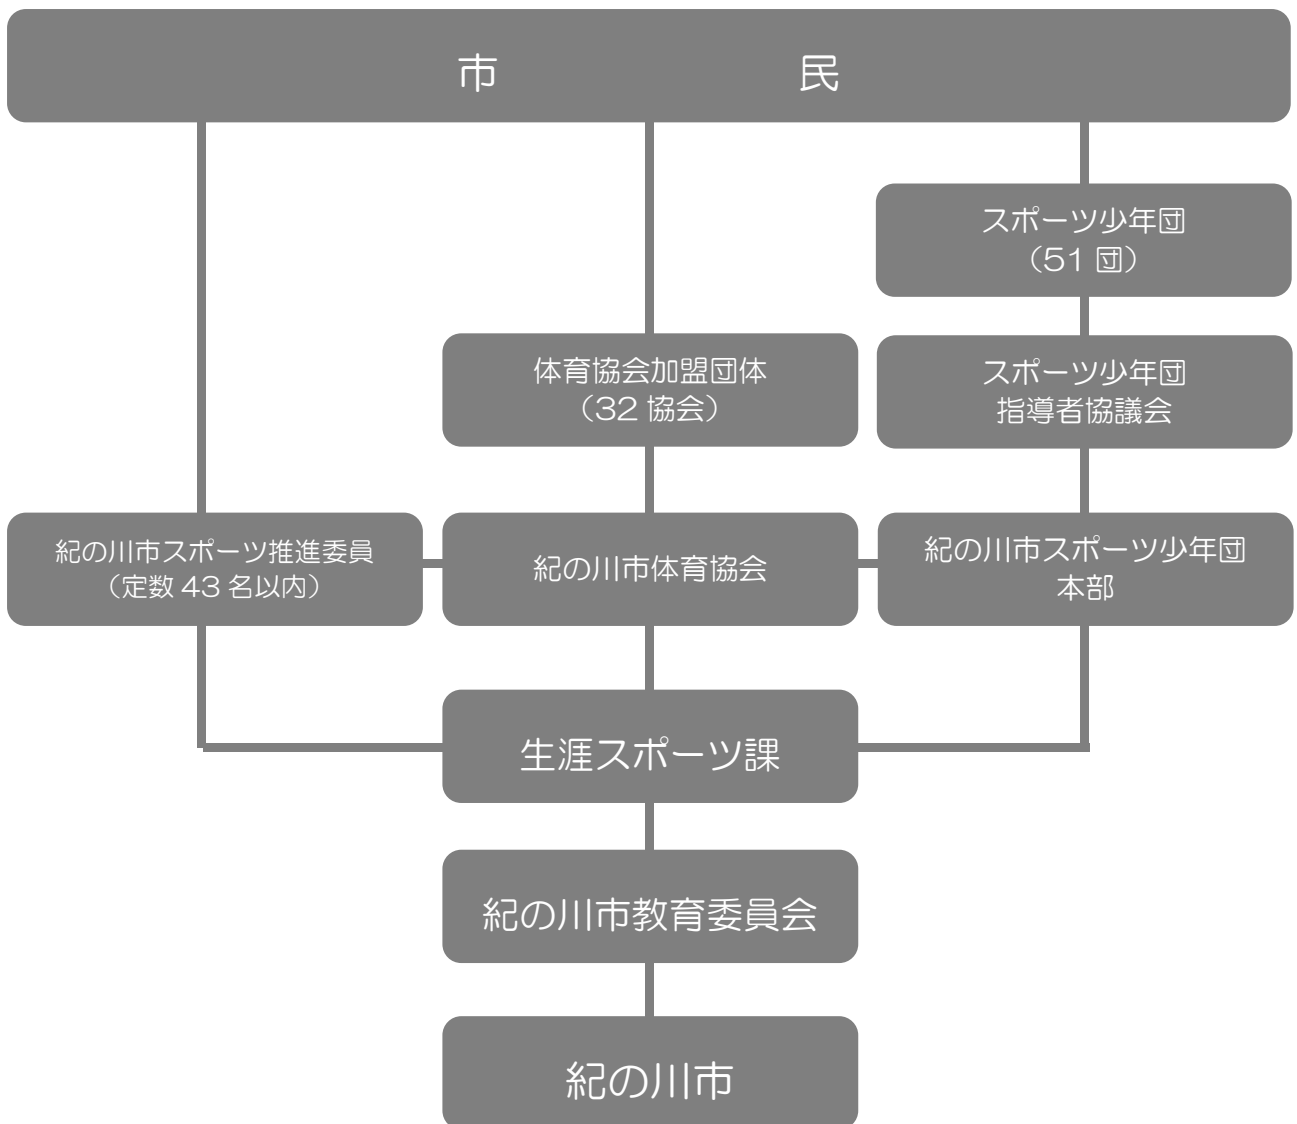 市　民
スポーツ少年団
（51 団）
体育協会加盟団体
（32 協会）
スポーツ少年団
指導者協議会
紀の川市スポーツ推進委員
（定数 43 名以内）
紀の川市体育協会
紀の川市スポーツ少年団
本部
生涯スポーツ課
紀の川市教育委員会
紀の川市